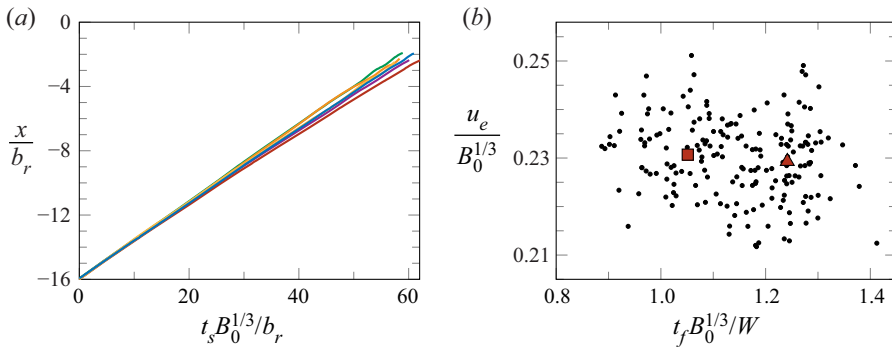 (a)
0
−4
−8
−12
−16
x/b_r
0 20 40 60
t_s B_0^{1/3}/b_r
(b)
0.25
0.23
0.21
u_e/B_0^{1/3}
0.8 1.0 1.2 1.4
t_f B_0^{1/3}/W